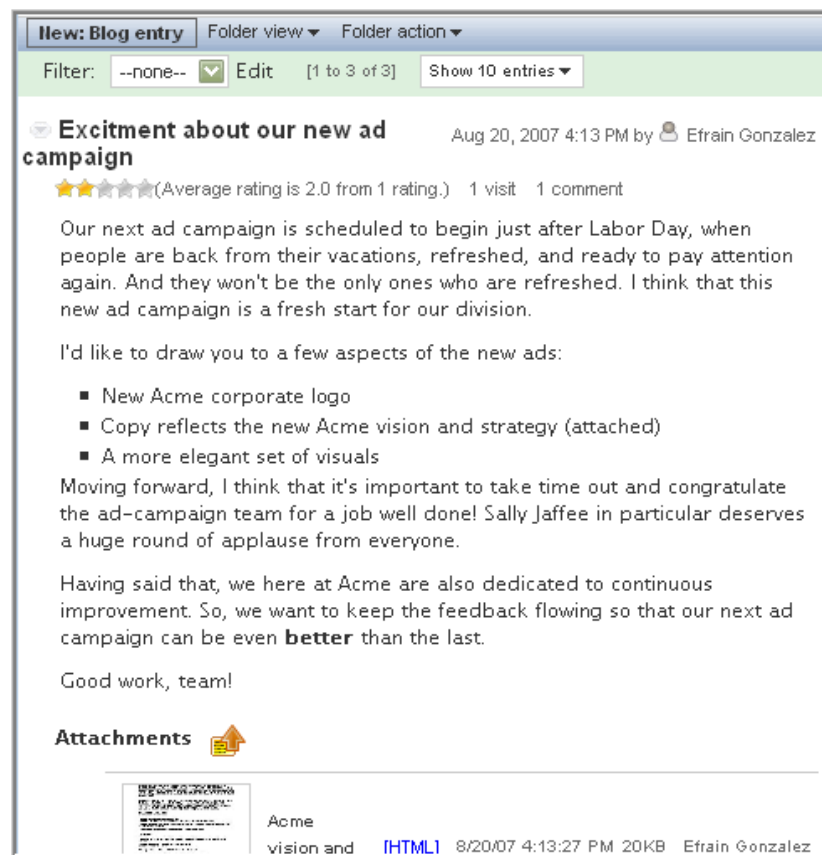 New: Blog entry Folder view Folder action
Filter: --none-- Edit [1 to 3 of 3] Show 10 entries
Excitment about our new ad
campaign
Aug 20, 2007 4:13 PM by Efrain Gonzalez
(Average rating is 2.0 from 1 rating.) 1 visit 1 comment
Our next ad campaign is scheduled to begin just after Labor Day, when
people are back from their vacations, refreshed, and ready to pay attention
again. And they won't be the only ones who are refreshed. I think that this
new ad campaign is a fresh start for our division.
I'd like to draw you to a few aspects of the new ads:
New Acme corporate logo
Copy reflects the new Acme vision and strategy (attached)
A more elegant set of visuals
Moving forward, I think that it's important to take time out and congratulate
the ad-campaign team for a job well done! Sally Jaffee in particular deserves
a huge round of applause from everyone.
Having said that, we here at Acme are also dedicated to continuous
improvement. So, we want to keep the feedback flowing so that our next ad
campaign can be even better than the last.
Good work, team!
Attachments
Acme
vision and [HTML] 8/20/07 4:13:27 PM 20KB Efrain Gonzalez